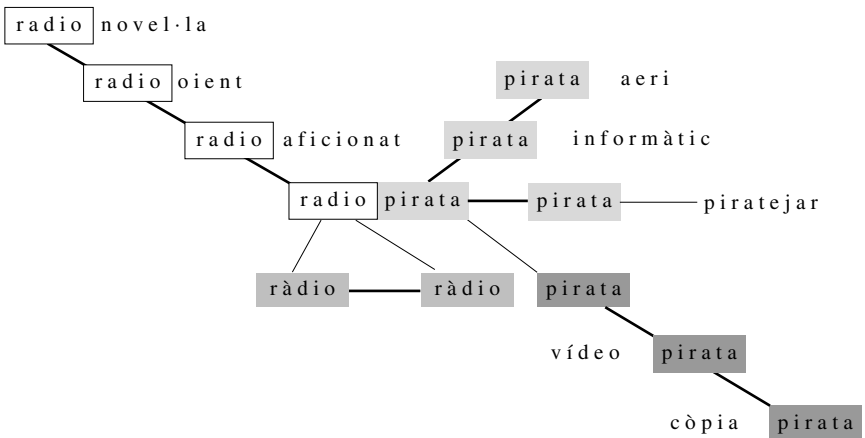 radio novel·la
radio oient
pirata aeri
radio aficionat
pirata informàtic
radio pirata pirata piratejar
ràdio ràdio pirata
vídeo pirata
còpia pirata